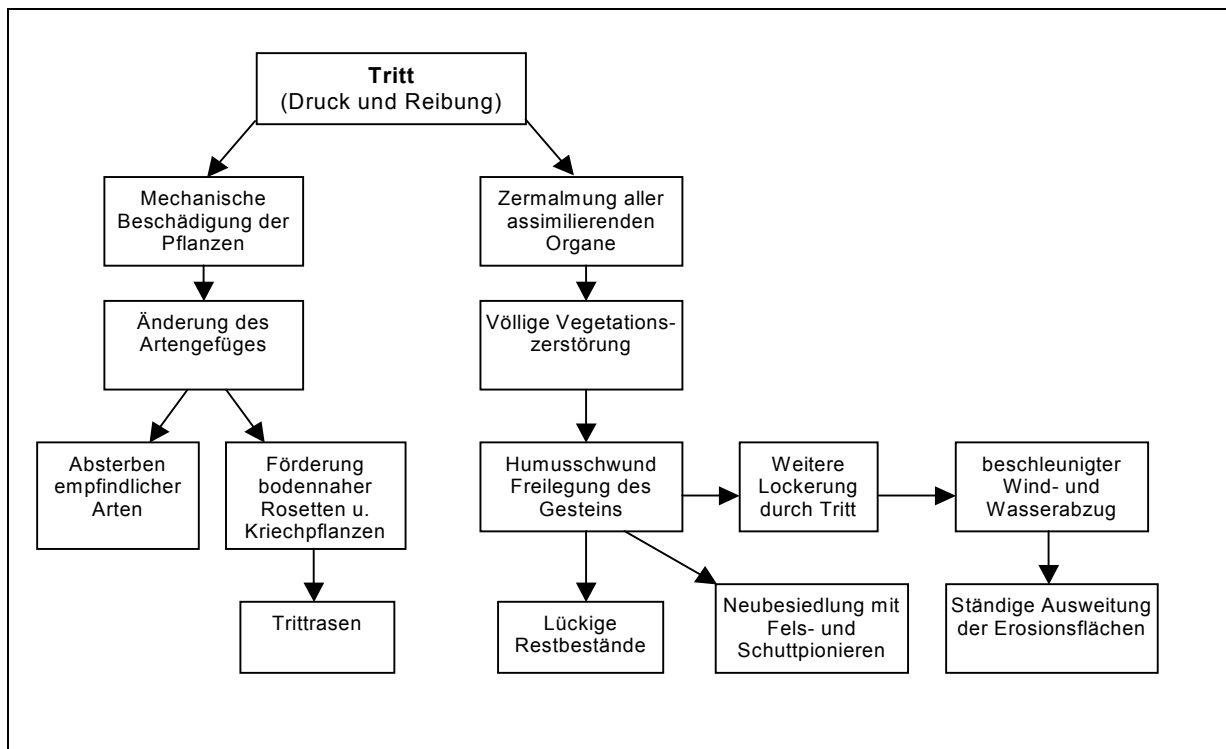 Tritt
(Druck und Reibung)
Mechanische
Beschädigung der
Pflanzen
Zermalmung aller
assimilierenden
Organe
Änderung des
Artengefüges
Völlige Vegetations-
zerstörung
Absterben
empfindlicher
Arten
Förderung
bodennaher
Rosetten u.
Kriechpflanzen
Humusschwund
Freilegung des
Gesteins
Weitere
Lockerung
durch Tritt
beschleunigter
Wind- und
Wasserabzug
Trittrasen
Lückige
Restbestände
Neubesiedlung mit
Fels- und
Schuttpionieren
Ständige Ausweitung
der Erosionsflächen